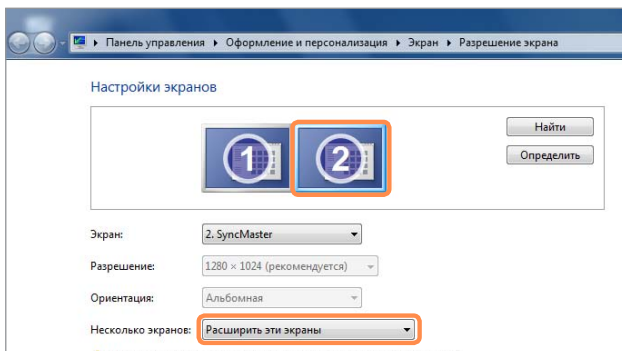 Панель управления ▸ Оформление и персонализация ▸ Экран ▸ Разрешение экрана
Настройки экранов
1 2
Найти
Определить
Экран: 2. SyncMaster
Разрешение: 1280 × 1024 (рекомендуется)
Ориентация: Альбомная
Несколько экранов: Расширить эти экраны